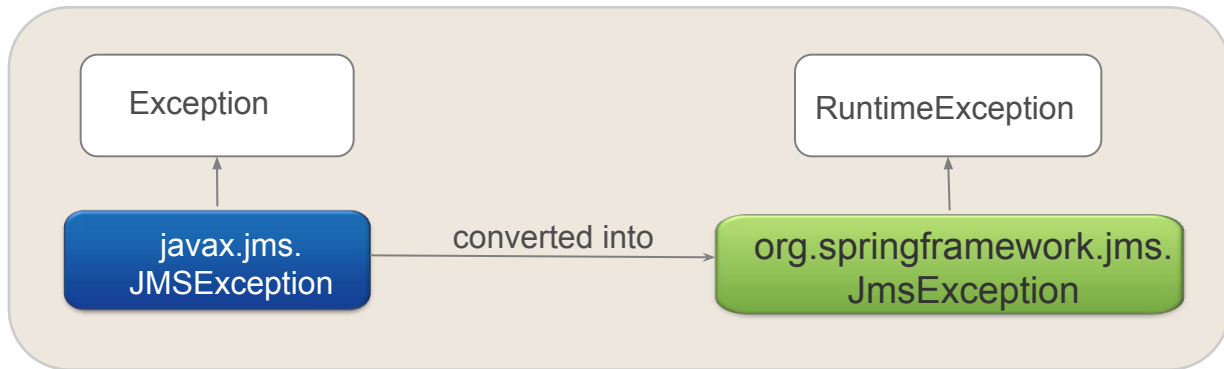 Exception
RuntimeException
javax.jms.
JMSException
converted into
org.springframework.jms.
JmsException